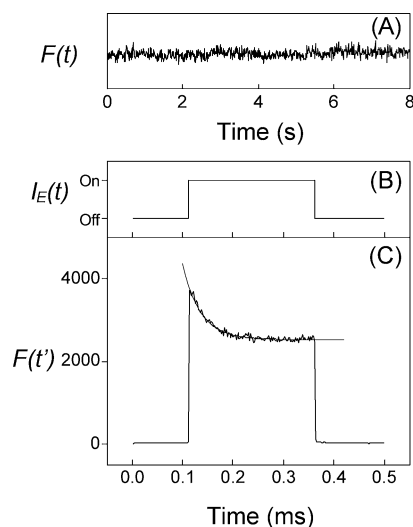 (A)
F(t)
0 2 4 6 8
Time (s)
I_E(t)
On
Off
(B)
(C)
F(t')
4000
2000
0
0.0 0.1 0.2 0.3 0.4 0.5
Time (ms)